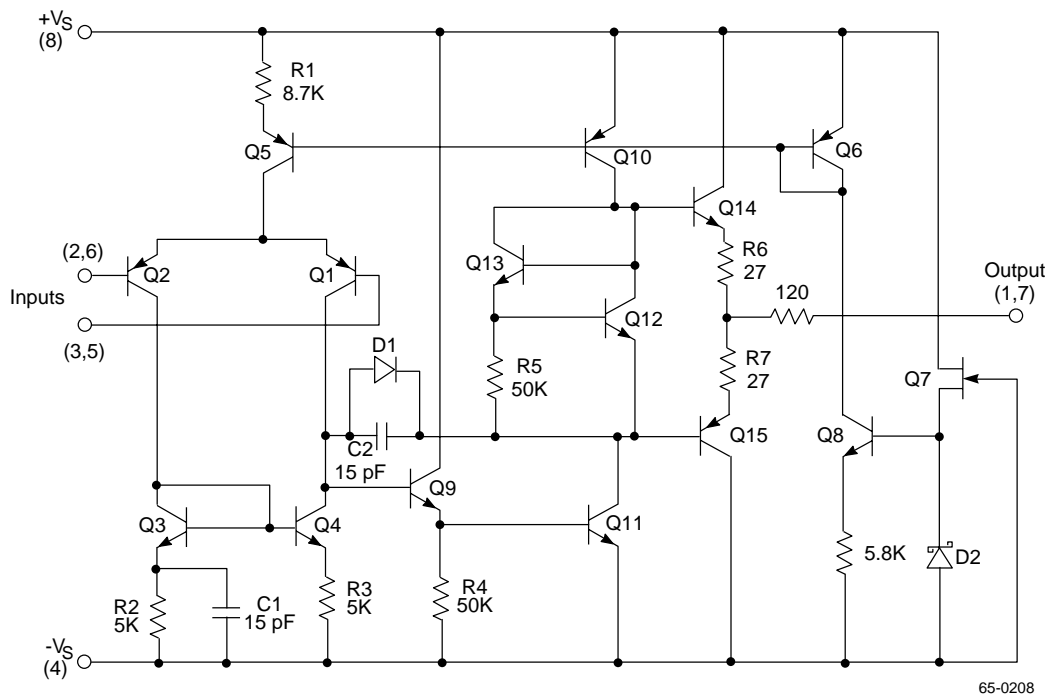 +VS
(8)
R1
8.7K
Q5
Q10
Q6
Q14
(2,6)
Q2
Q1
Q13
R6
27
Output
(1,7)
Inputs
120
Q12
(3,5)
D1
R5
50K
R7
27
Q7
C2
15 pF
Q15
Q8
Q9
Q3
Q4
Q11
5.8K
D2
R2
5K
C1
15 pF
R3
5K
R4
50K
-VS
(4)
65-0208